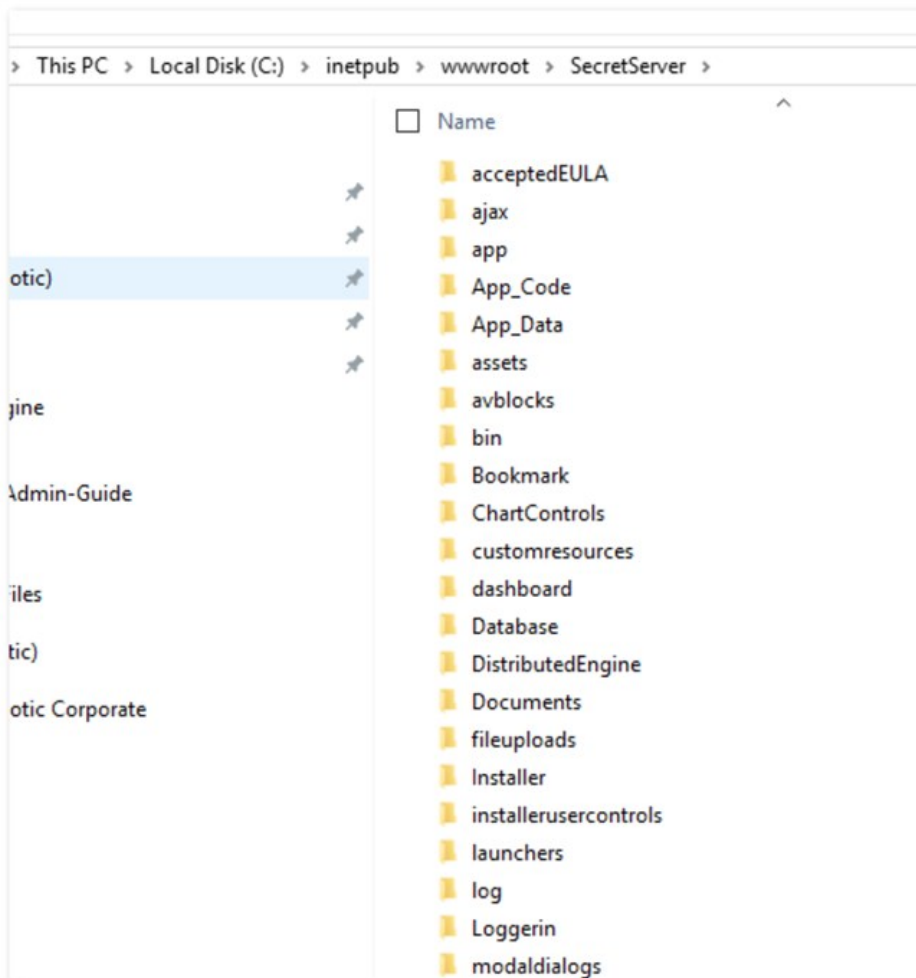 > This PC > Local Disk (C:) > inetpub > wwwroot > SecretServer >
Name
acceptedEULA
ajax
app
otic)
App_Code
App_Data
assets
gine
avblocks
bin
Bookmark
Admin-Guide
ChartControls
customresources
Files
dashboard
Database
tic)
DistributedEngine
otic Corporate
Documents
fileuploads
Installer
installerusercontrols
launchers
log
Loggerin
modaldialogs